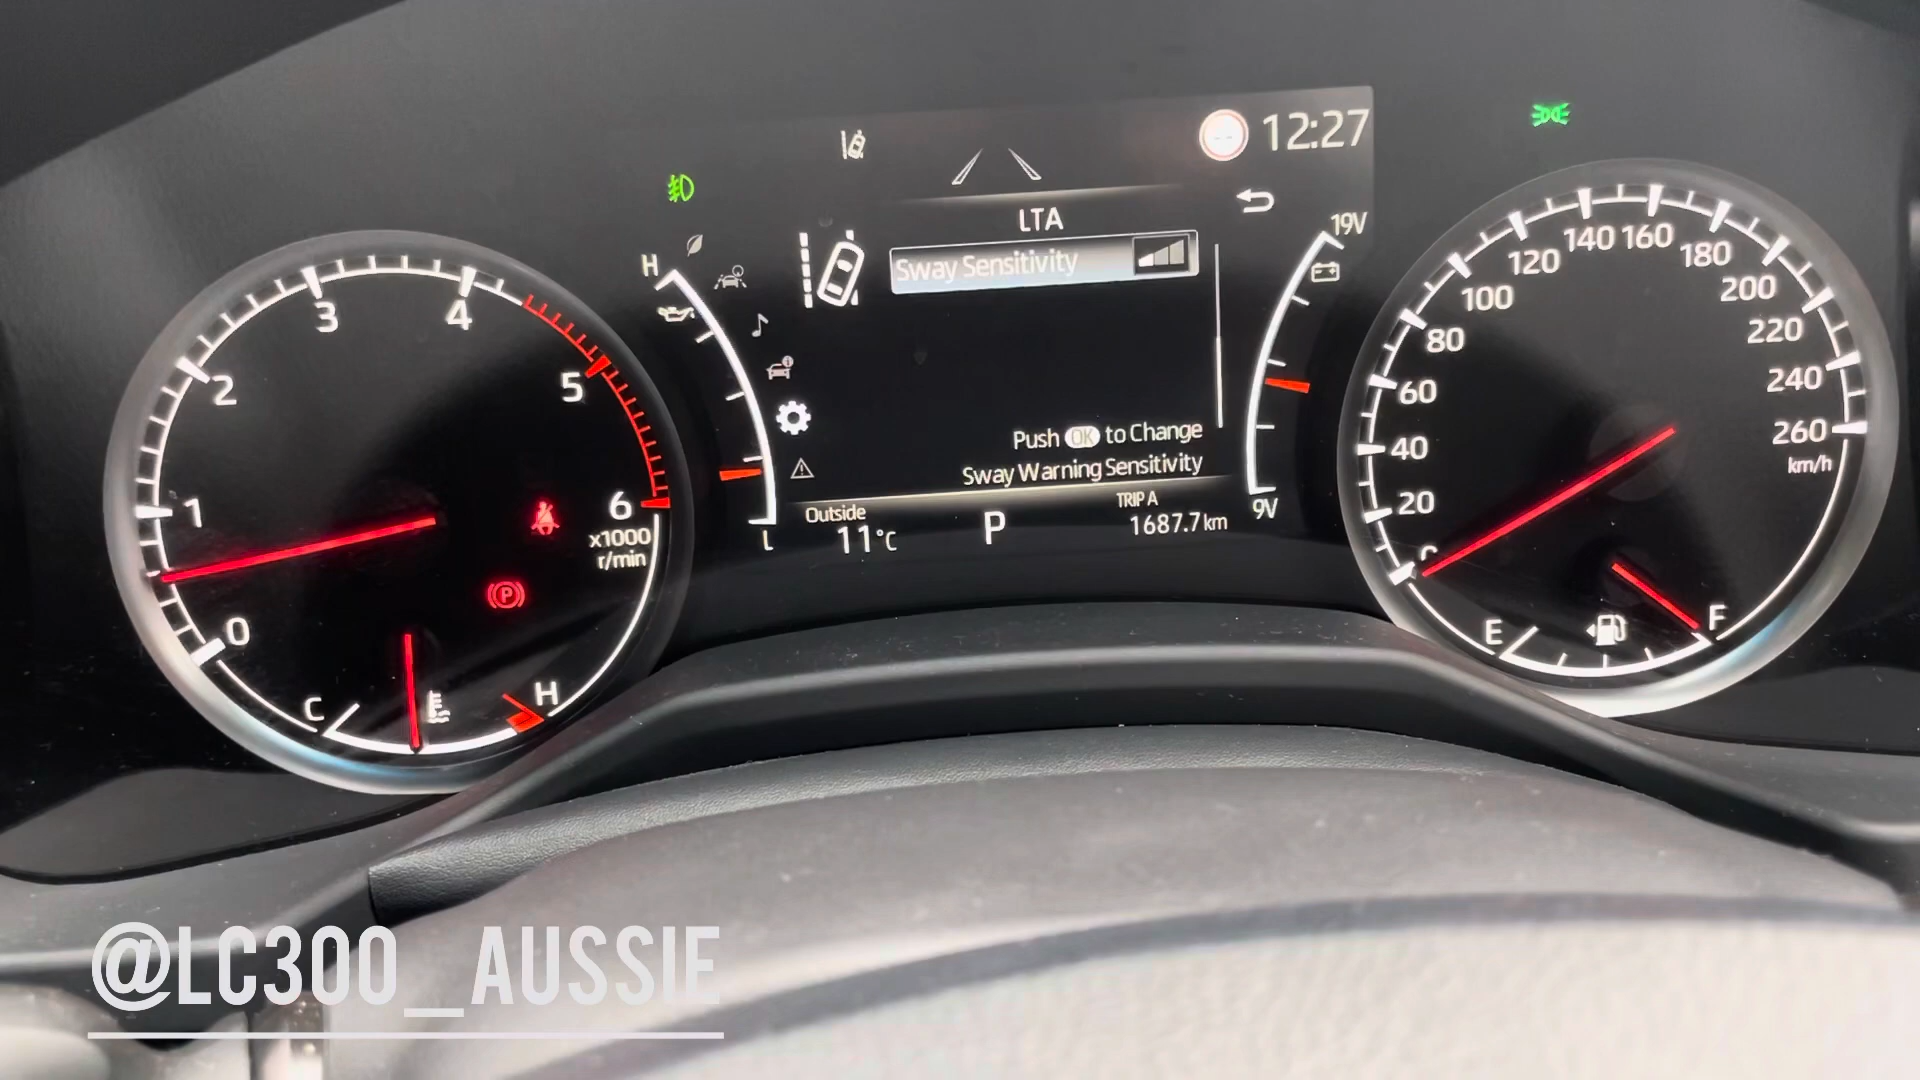 12:27
LTA
Sway Sensitivity
Push OK to Change
Sway Warning Sensitivity
Outside
11°C
P
TRIP A
1687.7 km
H
L
19V
9V
0
1
2
3
4
5
6
x1000
r/min
C
H
P
20
40
60
80
100
120
140
160
180
200
220
240
260
km/h
E
F
@LC300_AUSSIE